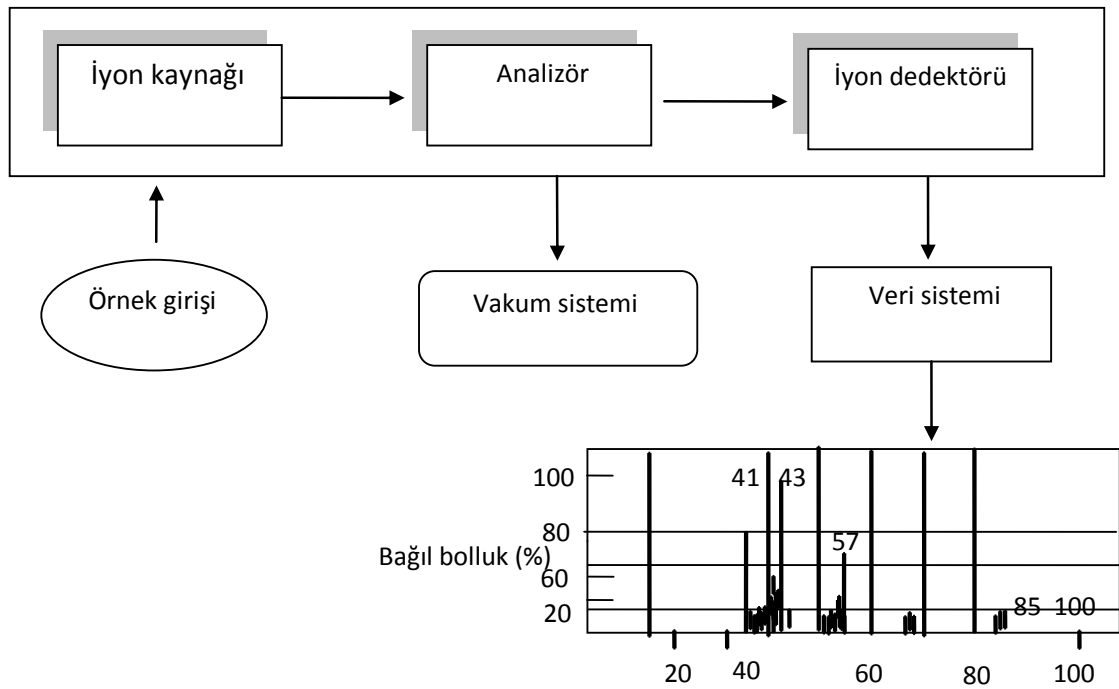 İyon kaynağı
Analizör
İyon dedektörü
Örnek girişi
Vakum sistemi
Veri sistemi
100
41 43
80
57
Bağıl bolluk (%)
60
20
85 100
20 40 60 80 100